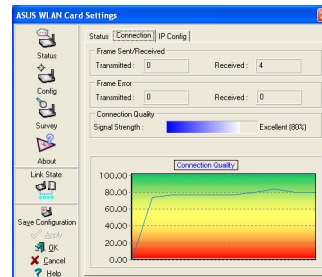 ASUS WLAN Card Settings
Status Connection IP Config
Status
Config
Survey
About
Link State
Save Configuration
Apply
OK
Cancel
Help
Frame Sent/Received
Transmitted : 0 Received : 4
Frame Error
Transmitted : 0 Received : 0
Connection Quality
Signal Strength : Excellent (80%)
Connection Quality
100.00
80.00
60.00
40.00
20.00
0.00